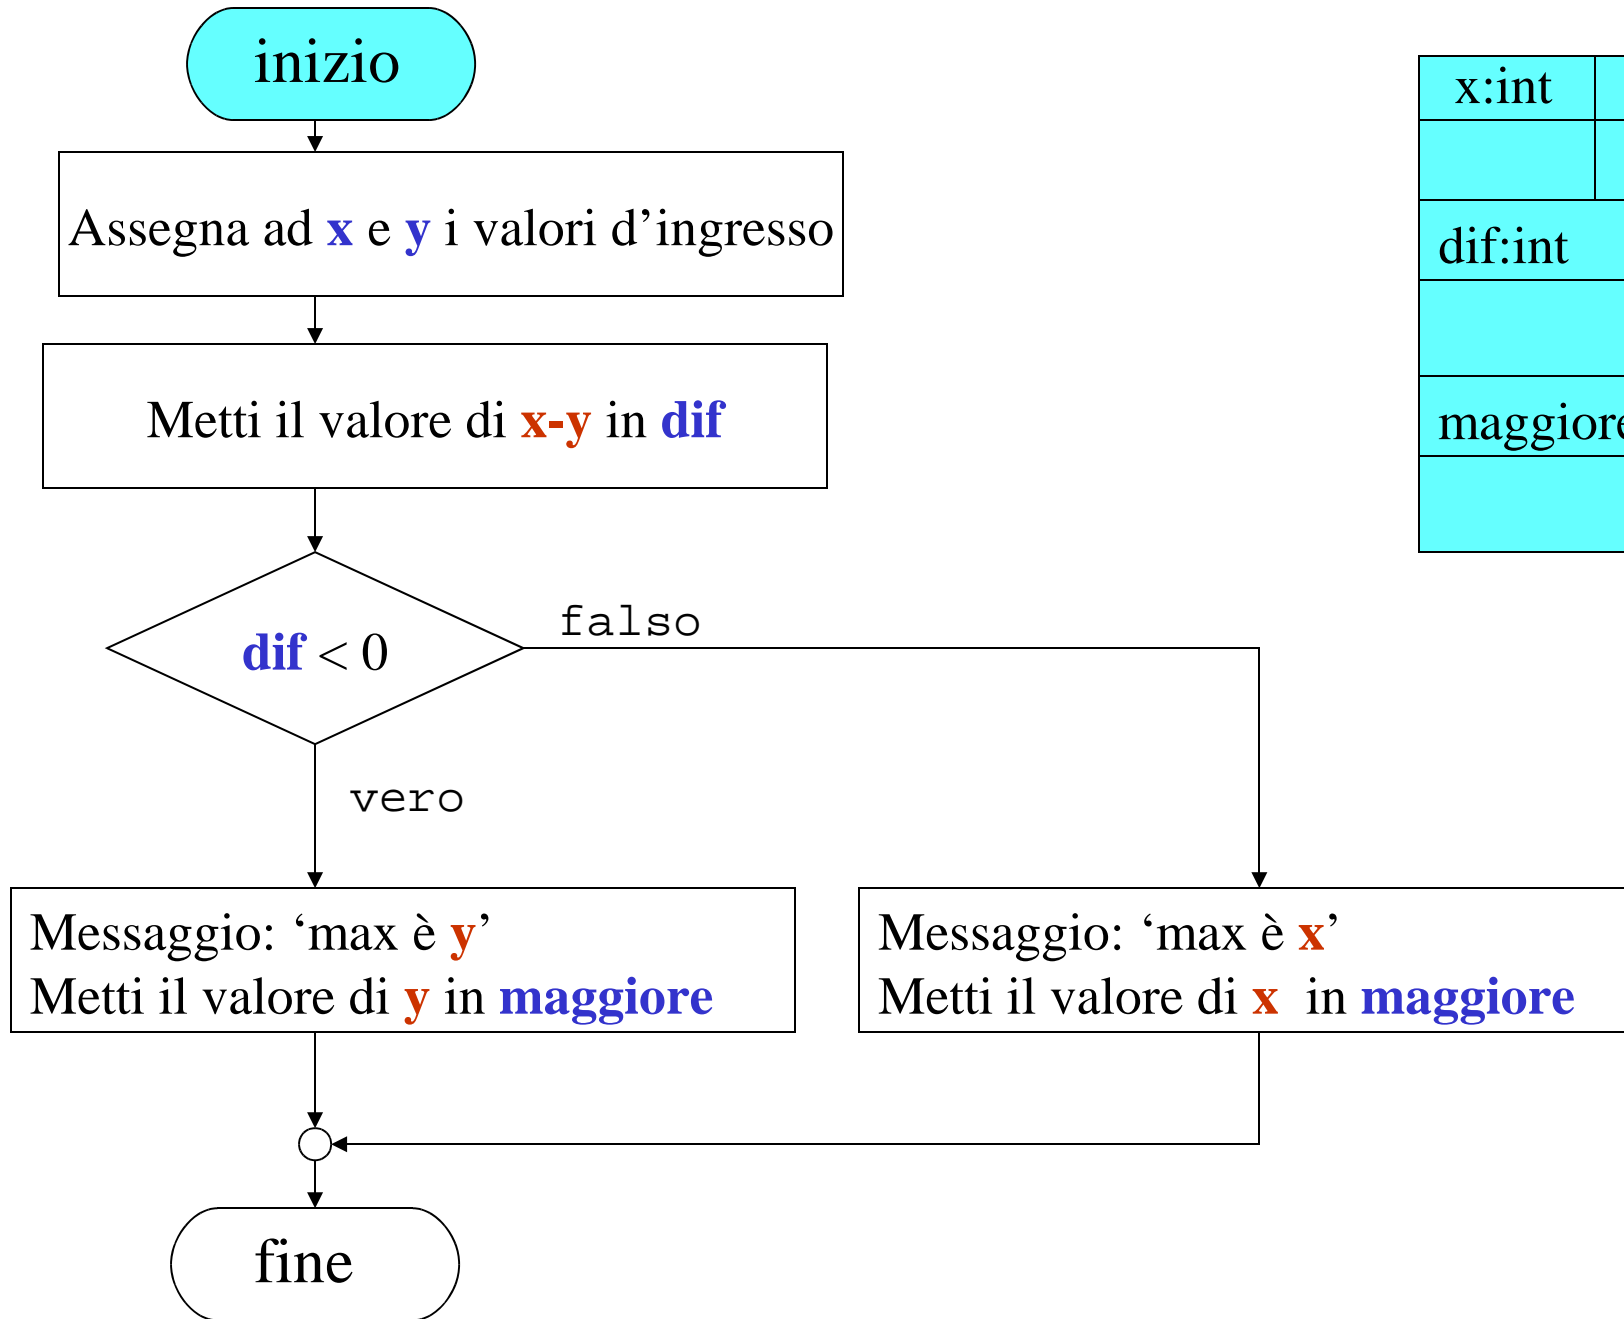 inizio
x:int
Assegna ad x e y i valori d’ingresso
dif:int
Metti il valore di x-y in dif
maggiore
dif < 0
falso
vero
Messaggio: ‘max è y’
Metti il valore di y in maggiore
Messaggio: ‘max è x’
Metti il valore di x in maggiore
fine